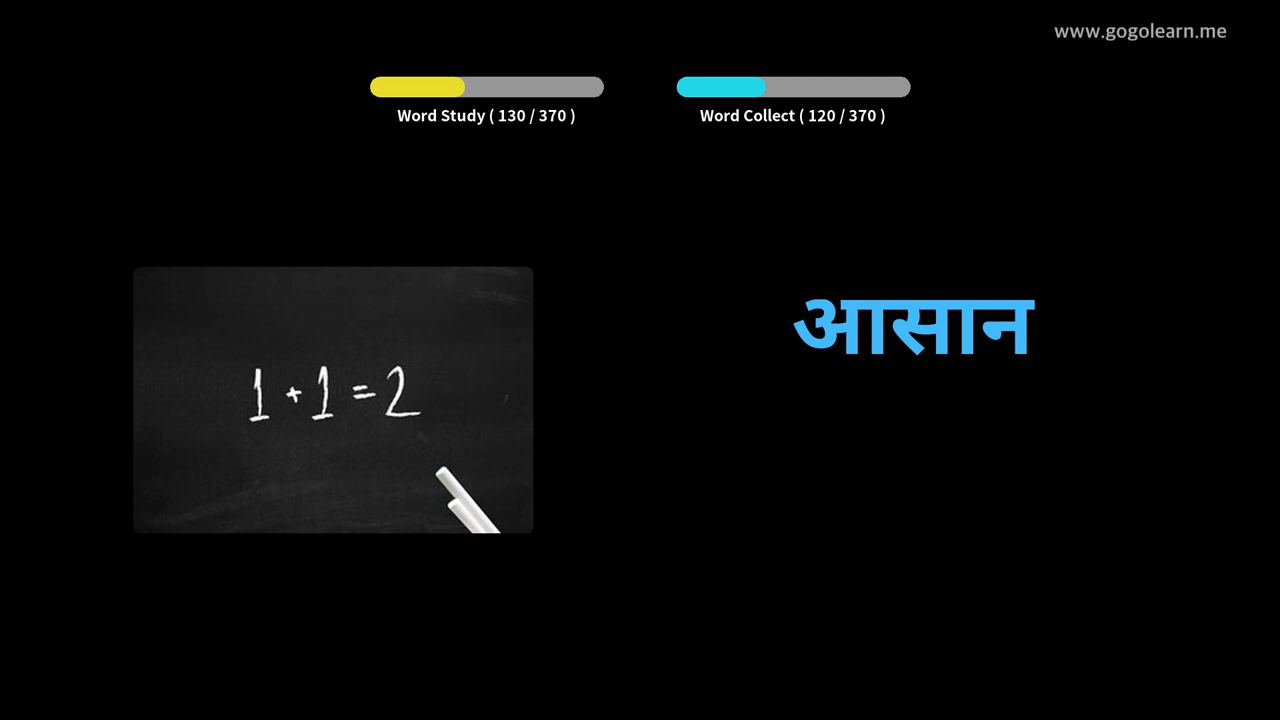 www.gogolearn.me
Word Study ( 130 / 370 )
Word Collect ( 120 / 370 )
1 + 1 = 2
आसान